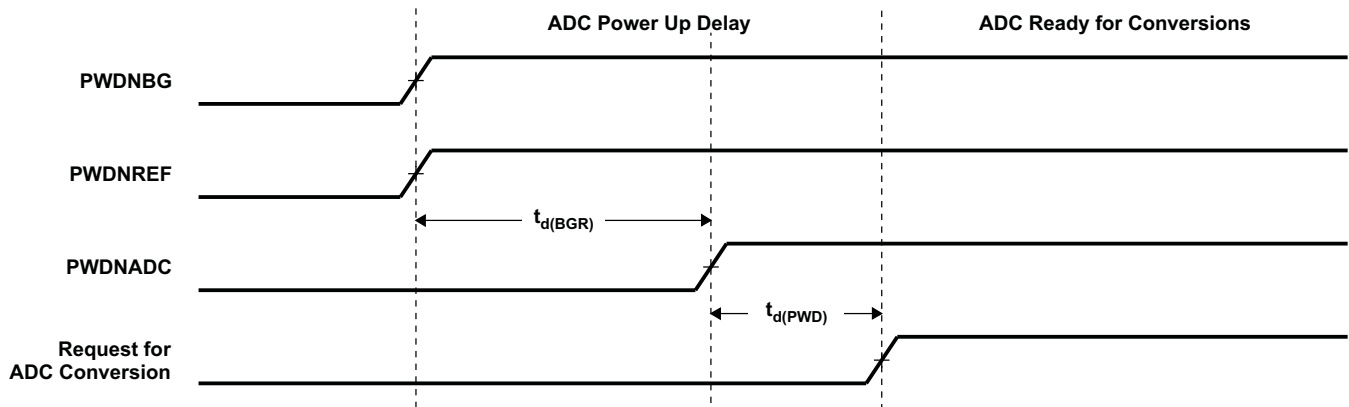 ADC Power Up Delay
ADC Ready for Conversions
PWDNBG
PWDNREF
td(BGR)
PWDNADC
td(PWD)
Request for
ADC Conversion